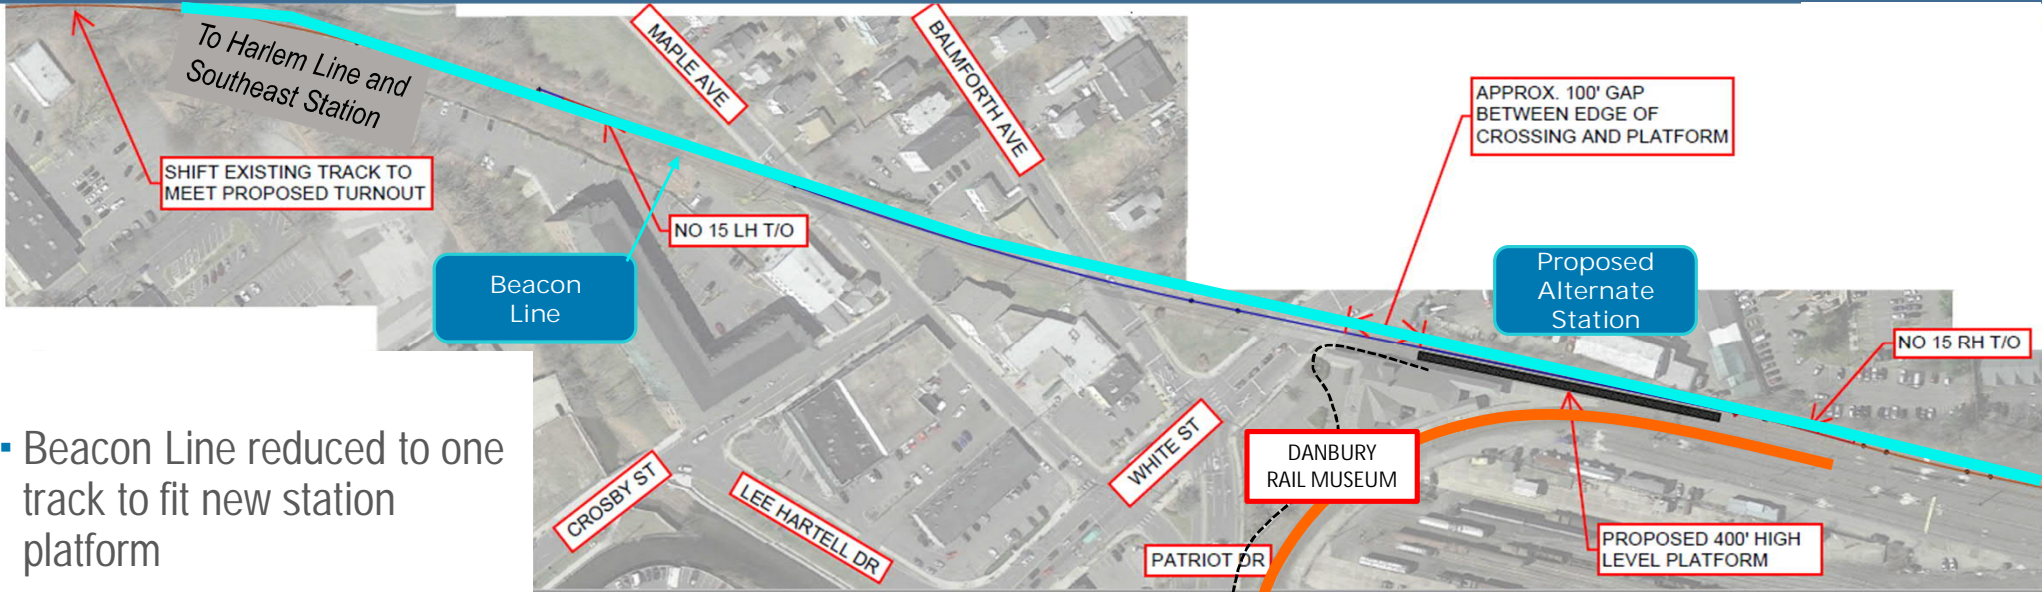 To Harlem Line and
Southeast Station
MAPLE AVE
BALMFORTH AVE
APPROX. 100' GAP
BETWEEN EDGE OF
CROSSING AND PLATFORM
SHIFT EXISTING TRACK TO
MEET PROPOSED TURNOUT
NO 15 LH T/O
Beacon
Line
Proposed
Alternate
Station
NO 15 RH T/O
▪ Beacon Line reduced to one
track to fit new station
platform
CROSBY ST
LEE HARTELL DR
WHITE ST
DANBURY
RAIL MUSEUM
PATRIOT DR
PROPOSED 400' HIGH
LEVEL PLATFORM